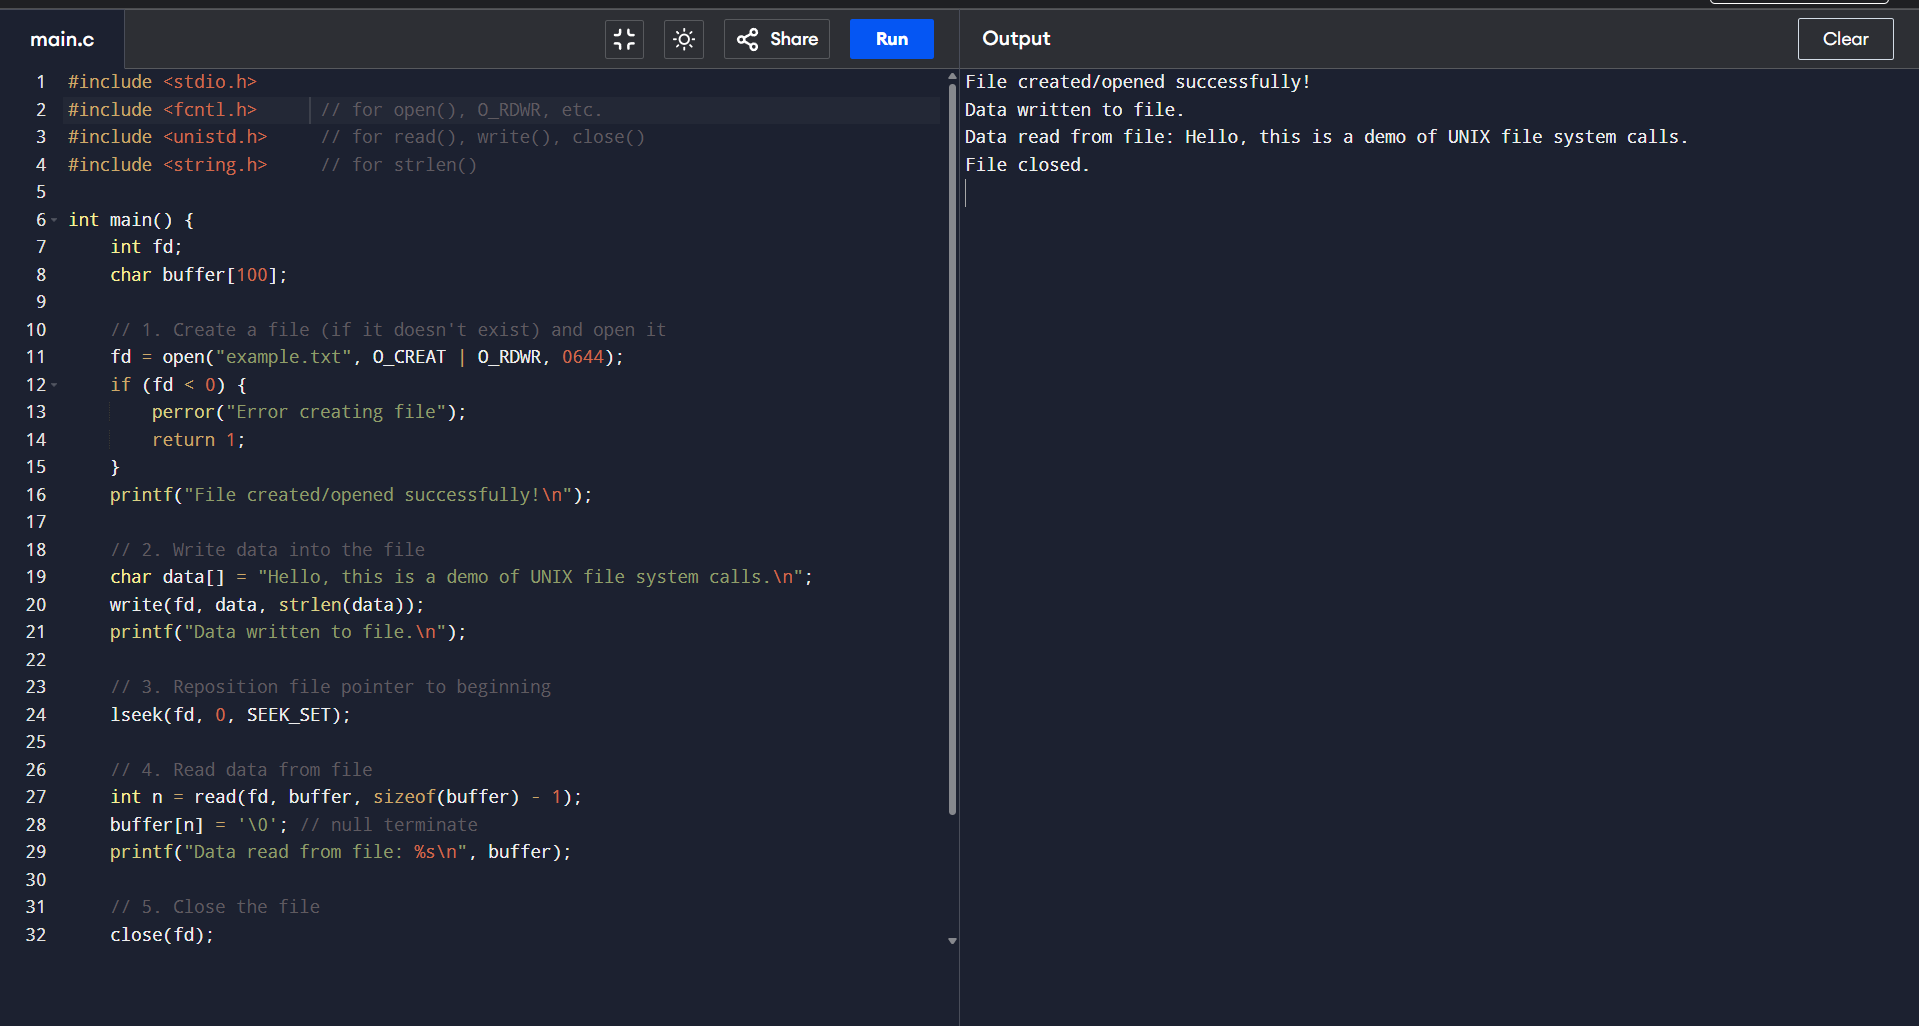 main.c
Share
Run
Output
Clear
1 #include <stdio.h>
2 #include <fcntl.h>     // for open(), O_RDWR, etc.
3 #include <unistd.h>     // for read(), write(), close()
4 #include <string.h>     // for strlen()
5
6 int main() {
7     int fd;
8     char buffer[100];
9
10     // 1. Create a file (if it doesn't exist) and open it
11     fd = open("example.txt", O_CREAT | O_RDWR, 0644);
12     if (fd < 0) {
13         perror("Error creating file");
14         return 1;
15     }
16     printf("File created/opened successfully!\n");
17
18     // 2. Write data into the file
19     char data[] = "Hello, this is a demo of UNIX file system calls.\n";
20     write(fd, data, strlen(data));
21     printf("Data written to file.\n");
22
23     // 3. Reposition file pointer to beginning
24     lseek(fd, 0, SEEK_SET);
25
26     // 4. Read data from file
27     int n = read(fd, buffer, sizeof(buffer) - 1);
28     buffer[n] = '\0'; // null terminate
29     printf("Data read from file: %s\n", buffer);
30
31     // 5. Close the file
32     close(fd);
File created/opened successfully!
Data written to file.
Data read from file: Hello, this is a demo of UNIX file system calls.
File closed.